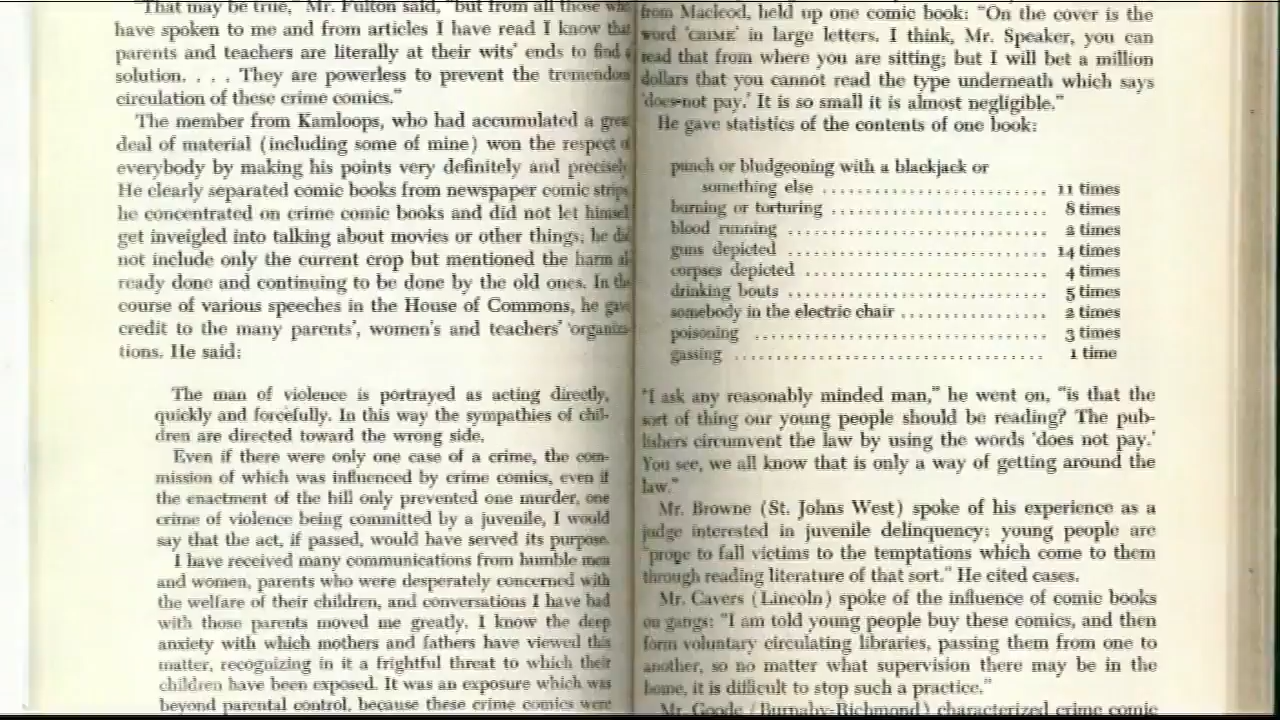 "That may be true," Mr. Fulton said, "but from all those who
have spoken to me and from articles I have read I know that
parents and teachers are literally at their wits' ends to find a
solution. . . . They are powerless to prevent the tremendous
circulation of these crime comics."
The member from Kamloops, who had accumulated a great
deal of material (including some of mine) won the respect of
everybody by making his points very definitely and precisely.
He clearly separated comic books from newspaper comic strips,
he concentrated on crime comic books and did not let himself
get inveigled into talking about movies or other things; he did
not include only the current crop but mentioned the harm al-
ready done and continuing to be done by the old ones. In the
course of various speeches in the House of Commons, he gave
credit to the many parents', women's and teachers' organiza-
tions. He said:
The man of violence is portrayed as acting directly,
quickly and forcefully. In this way the sympathies of chil-
dren are directed toward the wrong side.
Even if there were only one case of a crime, the com-
mission of which was influenced by crime comics, even if
the enactment of the bill only prevented one murder, one
crime of violence being committed by a juvenile, I would
say that the act, if passed, would have served its purpose.
I have received many communications from humble men
and women, parents who were desperately concerned with
the welfare of their children, and conversations I have had
with those parents moved me greatly. I know the deep
anxiety with which mothers and fathers have viewed this
matter, recognizing in it a frightful threat to which their
children have been exposed. It was an exposure which was
beyond parental control, because these crime comics were
from Macleod, held up one comic book: "On the cover is the
word 'CRIME' in large letters. I think, Mr. Speaker, you can
read that from where you are sitting; but I will bet a million
dollars that you cannot read the type underneath which says
'does not pay.' It is so small it is almost negligible."
He gave statistics of the contents of one book:
punch or bludgeoning with a blackjack or
something else ........................................ 11 times
burning or torturing ...................................... 8 times
blood running ............................................. 2 times
guns depicted ............................................. 14 times
corpses depicted .......................................... 4 times
drinking bouts ............................................ 5 times
somebody in the electric chair .......................... 2 times
poisoning ................................................. 3 times
gassing ................................................... 1 time
"I ask any reasonably minded man," he went on, "is that the
sort of thing our young people should be reading? The pub-
lishers circumvent the law by using the words 'does not pay.'
You see, we all know that is only a way of getting around the
law."
Mr. Browne (St. Johns West) spoke of his experience as a
judge interested in juvenile delinquency: young people are
"prone to fall victims to the temptations which come to them
through reading literature of that sort." He cited cases.
Mr. Cavers (Lincoln) spoke of the influence of comic books
on gangs: "I am told young people buy these comics, and then
form voluntary circulating libraries, passing them from one to
another, so no matter what supervision there may be in the
home, it is difficult to stop such a practice."
Mr. Goode (Burnaby-Richmond) characterized crime comic